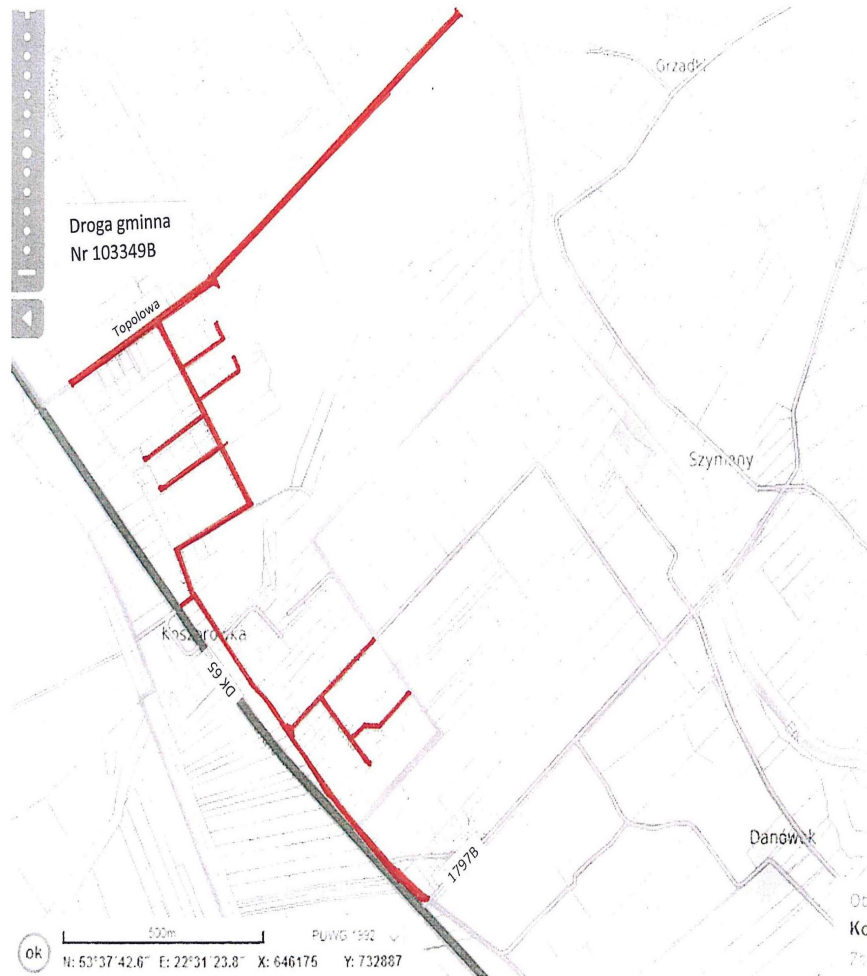 Grządki
Droga gminna
Nr 103349B
Topolowa
Szymany
Koszarówka
DK 65
1797B
Danówek
500m
PUWG 1992
ok
N: 53°37'42.6" E: 22°31'23.8" X: 646175 Y: 732887